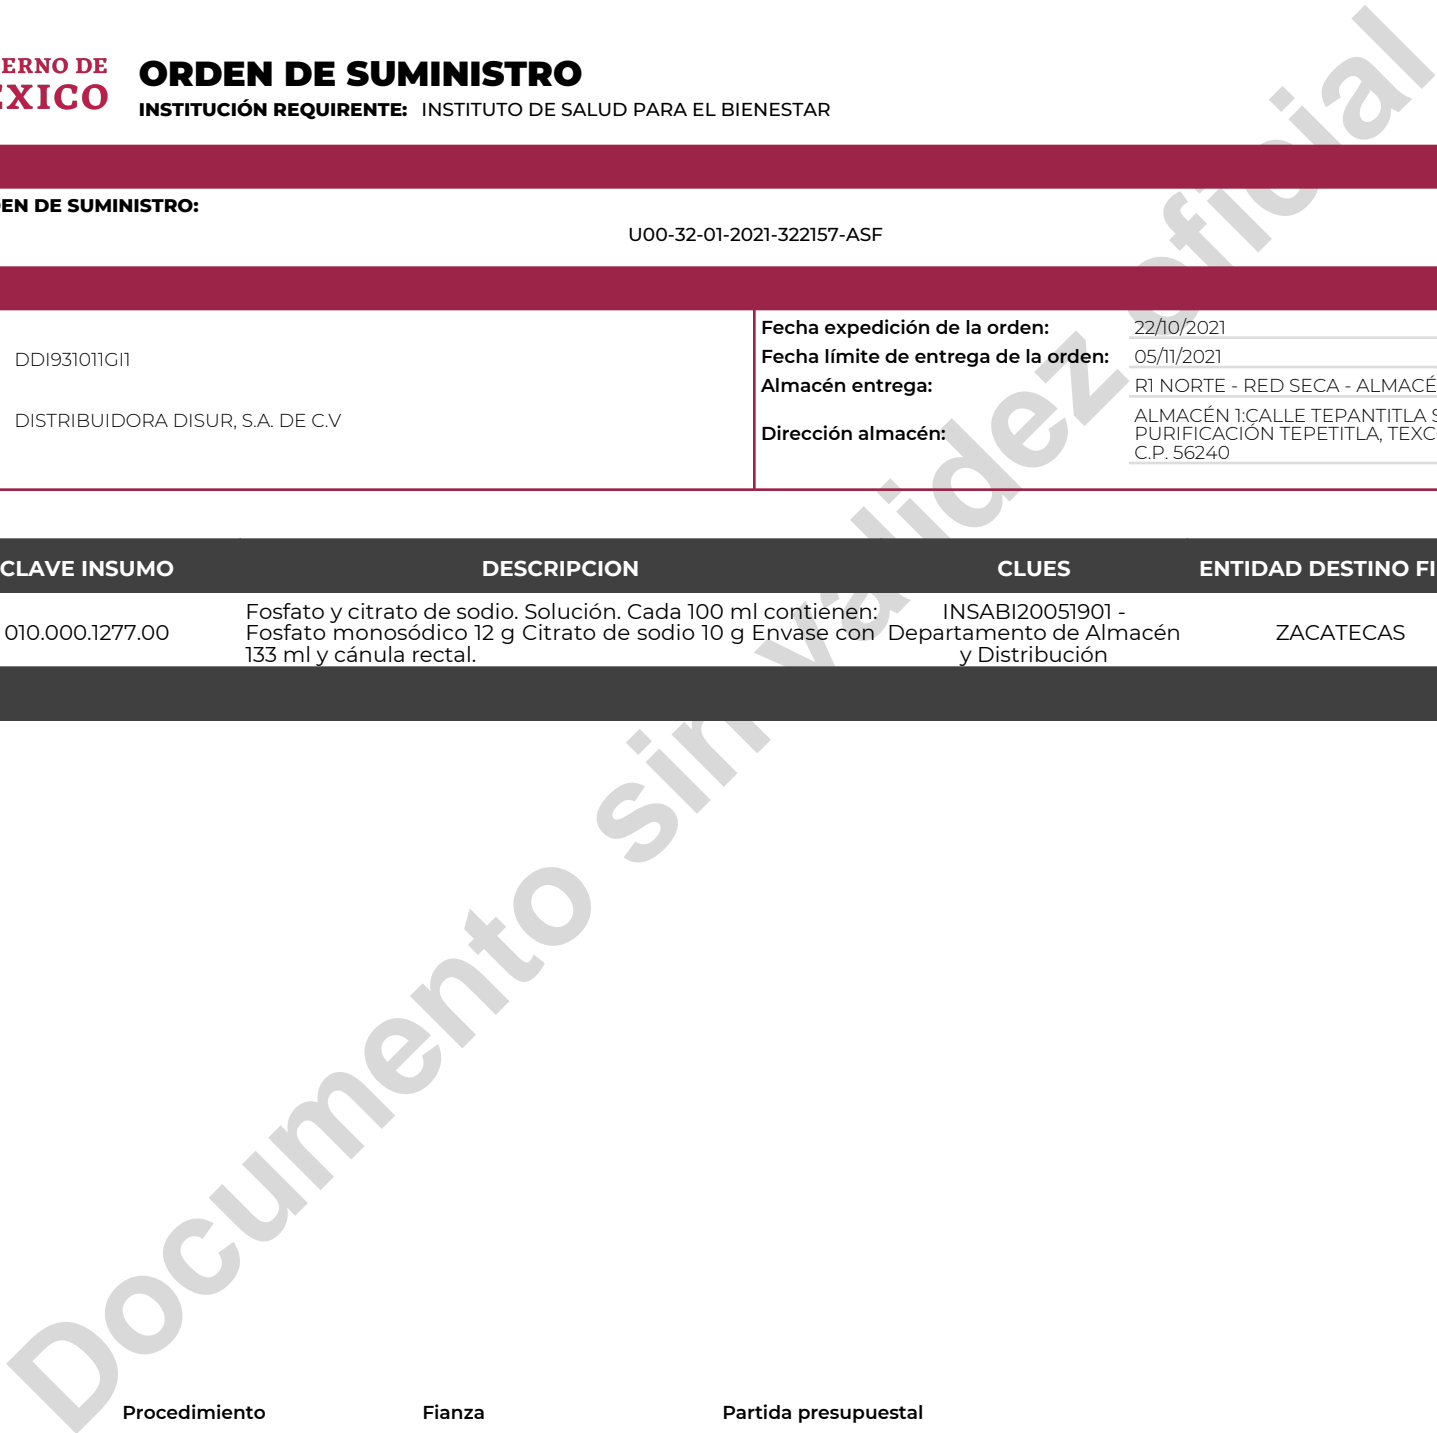 ERNO DE
EXICO
ORDEN DE SUMINISTRO
INSTITUCIÓN REQUIRENTE: INSTITUTO DE SALUD PARA EL BIENESTAR
EN DE SUMINISTRO:
U00-32-01-2021-322157-ASF
DDI931011GI1
DISTRIBUIDORA DISUR, S.A. DE C.V
Fecha expedición de la orden: 22/10/2021
Fecha límite de entrega de la orden: 05/11/2021
Almacén entrega: R1 NORTE - RED SECA - ALMACÉ
Dirección almacén:
ALMACÉN 1:CALLE TEPANTITLA S
PURIFICACIÓN TEPETITLA, TEXC
C.P. 56240
CLAVE INSUMO DESCRIPCION CLUES ENTIDAD DESTINO FI
010.000.1277.00
Fosfato y citrato de sodio. Solución. Cada 100 ml contienen:
Fosfato monosódico 12 g Citrato de sodio 10 g Envase con
133 ml y cánula rectal.
INSABI20051901 -
Departamento de Almacén
y Distribución
ZACATECAS
Documento sin validez oficial
Procedimiento Fianza Partida presupuestal